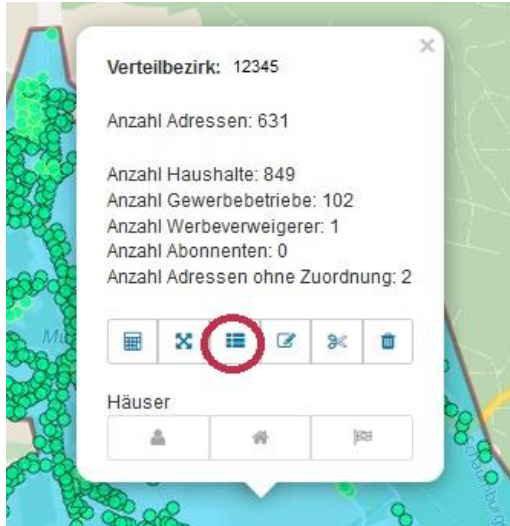 ×
Verteilbezirk: 12345
Anzahl Adressen: 631
Anzahl Haushalte: 849
Anzahl Gewerbebetriebe: 102
Anzahl Werbeverweigerer: 1
Anzahl Abonnenten: 0
Anzahl Adressen ohne Zuordnung: 2
Häuser